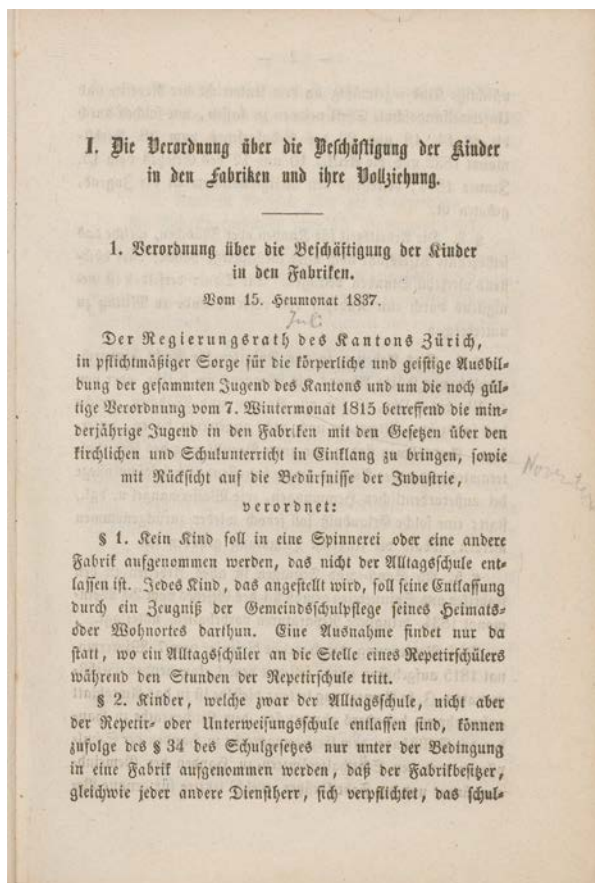 I. Die Verordnung über die Beschäftigung der Kinder
in den Fabriken und ihre Vollziehung.
1. Verordnung über die Beschäftigung der Kinder
in den Fabriken.
Vom 15. Heumonat 1837.
Juli
Der Regierungsrath des Kantons Zürich,
in pflichtmäßiger Sorge für die körperliche und geistige Ausbil-
dung der gesammten Jugend des Kantons und um die noch gül-
tige Verordnung vom 7. Wintermonat 1815 betreffend die min-
derjährige Jugend in den Fabriken mit den Gesetzen über den
kirchlichen und Schulunterricht in Einklang zu bringen, sowie
mit Rücksicht auf die Bedürfnisse der Industrie,
verordnet:
§ 1. Kein Kind soll in eine Spinnerei oder eine andere
Fabrik aufgenommen werden, das nicht der Alltagsschule ent-
lassen ist. Jedes Kind, das angestellt wird, soll seine Entlassung
durch ein Zeugniß der Gemeindschulpflege seines Heimats-
oder Wohnortes darthun. Eine Ausnahme findet nur da
statt, wo ein Alltagsschüler an die Stelle eines Repetirschülers
während den Stunden der Repetirschule tritt.
§ 2. Kinder, welche zwar der Alltagsschule, nicht aber
der Repetir- oder Unterweisungsschule entlassen sind, können
zufolge des § 34 des Schulgesetzes nur unter der Bedingung
in eine Fabrik aufgenommen werden, daß der Fabrikbesitzer,
gleichwie jeder andere Dienstherr, sich verpflichtet, das schul-